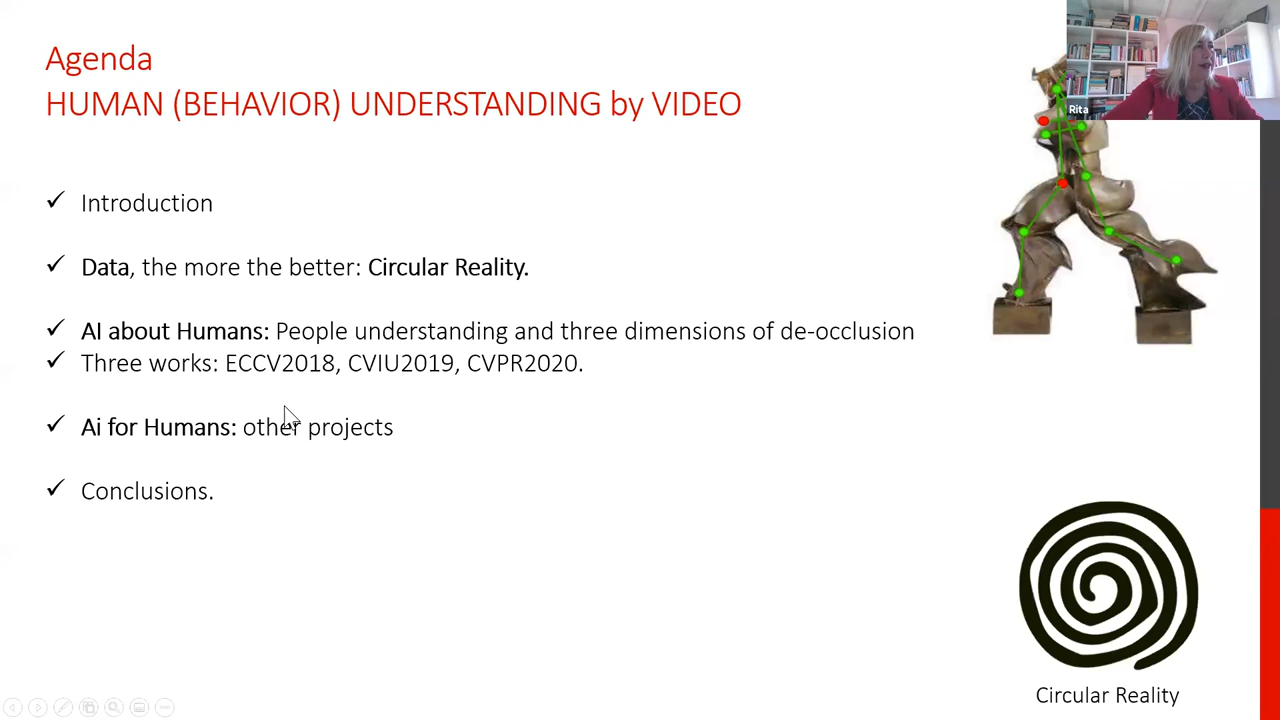 Agenda
HUMAN (BEHAVIOR) UNDERSTANDING by VIDEO
Rita
✓ Introduction
✓ Data, the more the better: Circular Reality.
✓ AI about Humans: People understanding and three dimensions of de-occlusion
✓ Three works: ECCV2018, CVIU2019, CVPR2020.
✓ Ai for Humans: other projects
✓ Conclusions.
Circular Reality